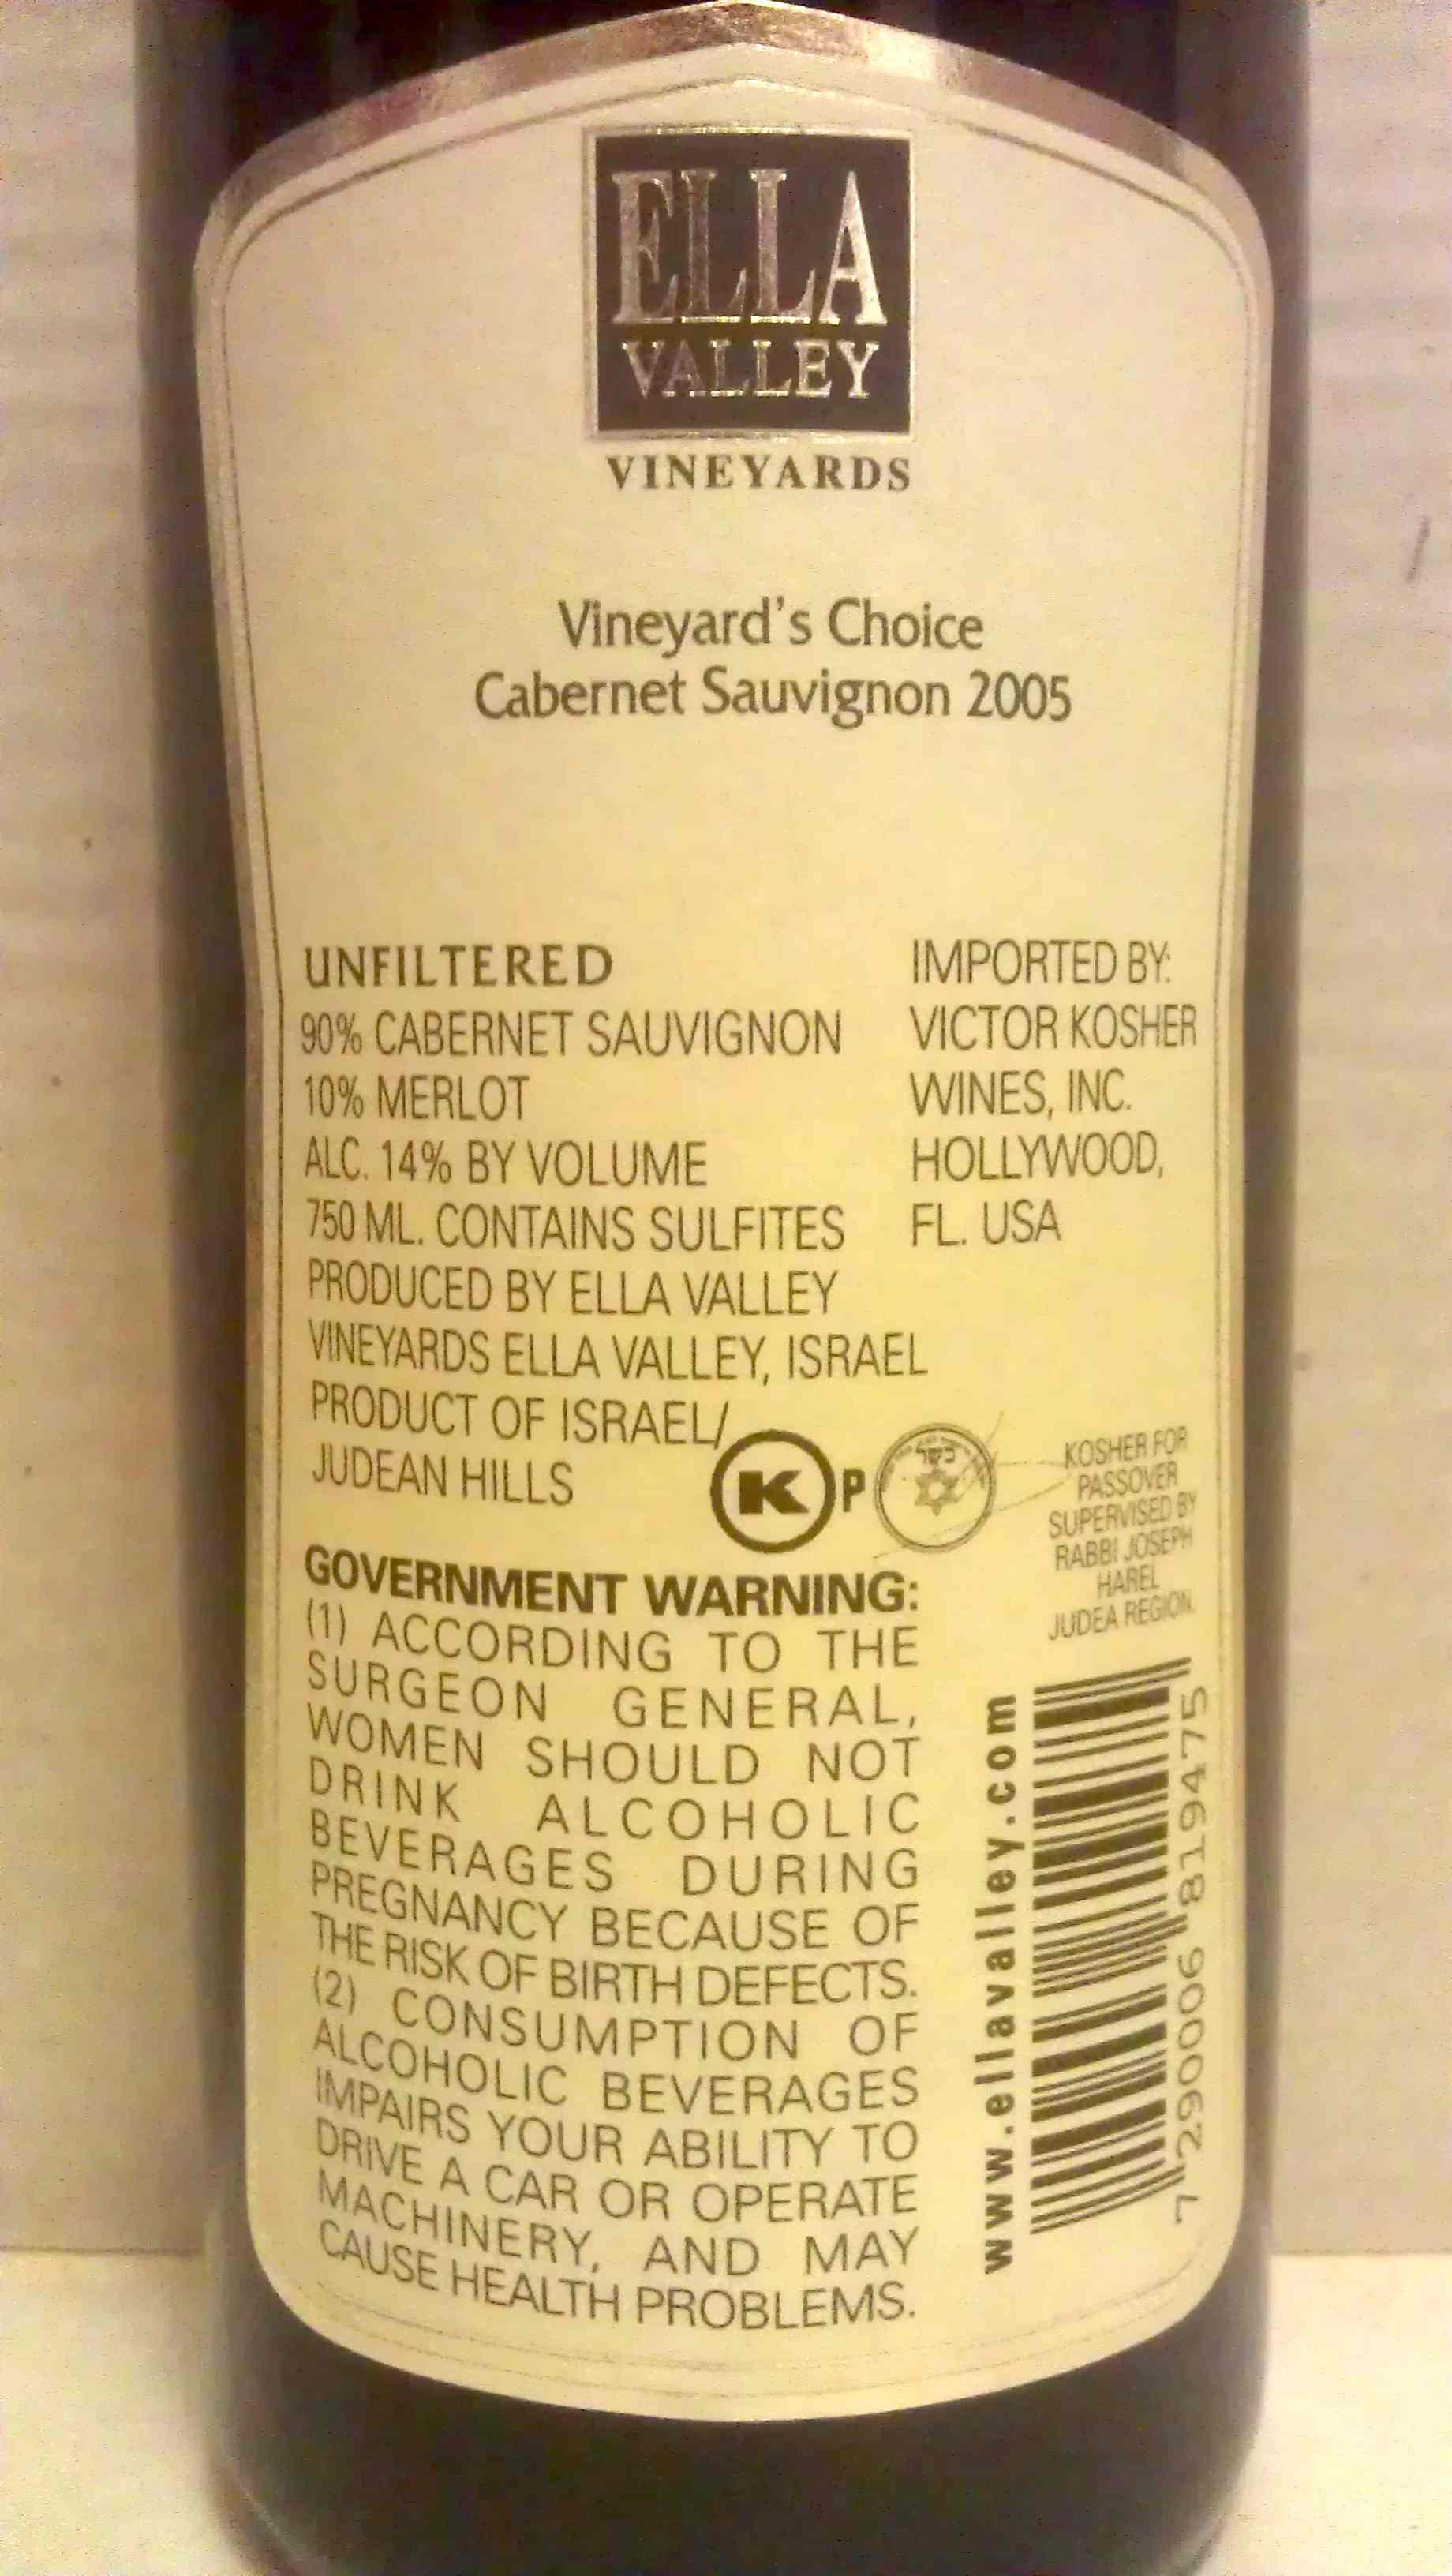 ELLA
VALLEY
VINEYARDS
Vineyard's Choice
Cabernet Sauvignon 2005
UNFILTERED
90% CABERNET SAUVIGNON
10% MERLOT
ALC. 14% BY VOLUME
750 ML. CONTAINS SULFITES
PRODUCED BY ELLA VALLEY
VINEYARDS ELLA VALLEY, ISRAEL
PRODUCT OF ISRAEL/
JUDEAN HILLS
IMPORTED BY:
VICTOR KOSHER
WINES, INC.
HOLLYWOOD,
FL. USA
K P
כשר
KOSHER FOR
PASSOVER
SUPERVISED BY
RABBI JOSEPH
HAREL
JUDEA REGION.
GOVERNMENT WARNING:
(1) ACCORDING TO THE
SURGEON GENERAL,
WOMEN SHOULD NOT
DRINK ALCOHOLIC
BEVERAGES DURING
PREGNANCY BECAUSE OF
THE RISK OF BIRTH DEFECTS.
(2) CONSUMPTION OF
ALCOHOLIC BEVERAGES
IMPAIRS YOUR ABILITY TO
DRIVE A CAR OR OPERATE
MACHINERY, AND MAY
CAUSE HEALTH PROBLEMS.
www.ellavalley.com
7 290006 819475